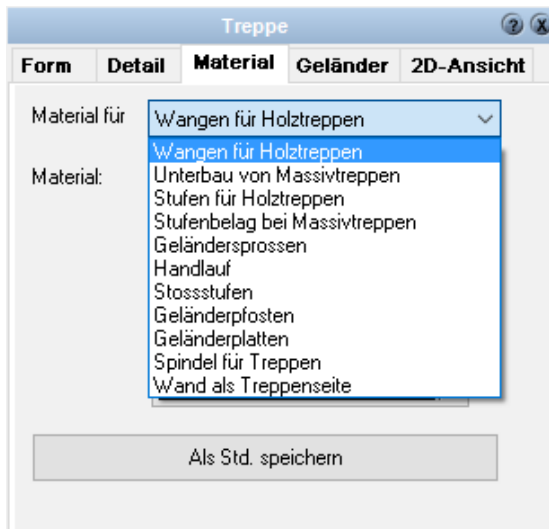 Treppe
Form Detail Material Geländer 2D-Ansicht
Material für Wangen für Holztreppen
Wangen für Holztreppen
Material: Unterbau von Massivtreppen
Stufen für Holztreppen
Stufenbelag bei Massivtreppen
Geländersprossen
Handlauf
Stossstufen
Geländerpfosten
Geländerplatten
Spindel für Treppen
Wand als Treppenseite
Als Std. speichern